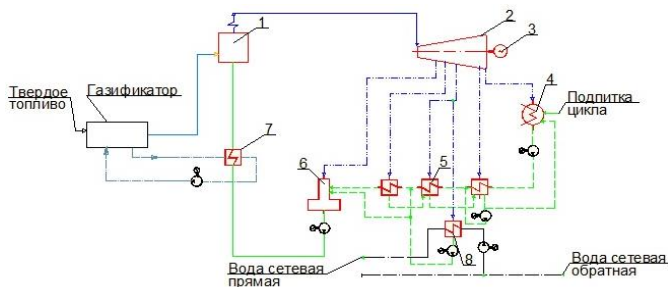 1
2
3
4
Твердое
топливо
Газификатор
Подпитка
цикла
7
6
5
8
Вода сетевая
прямая
Вода сетевая
обратная